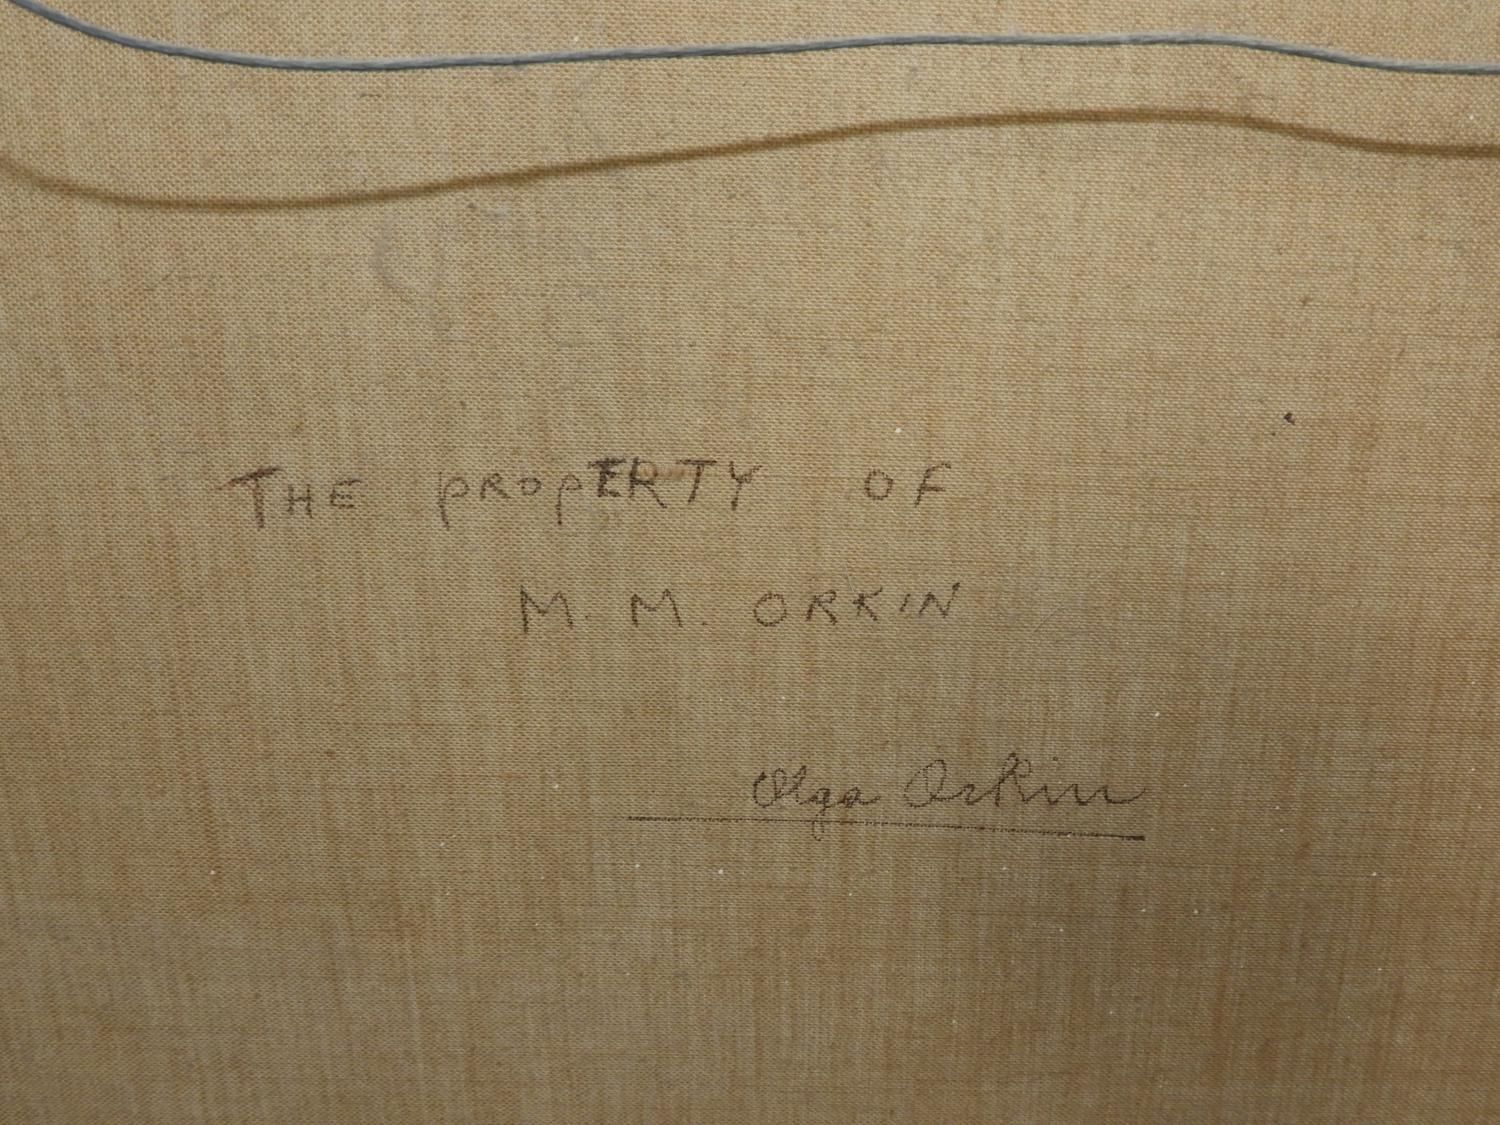 THE PROPERTY OF
M. M. ORKIN
Olga Orkin